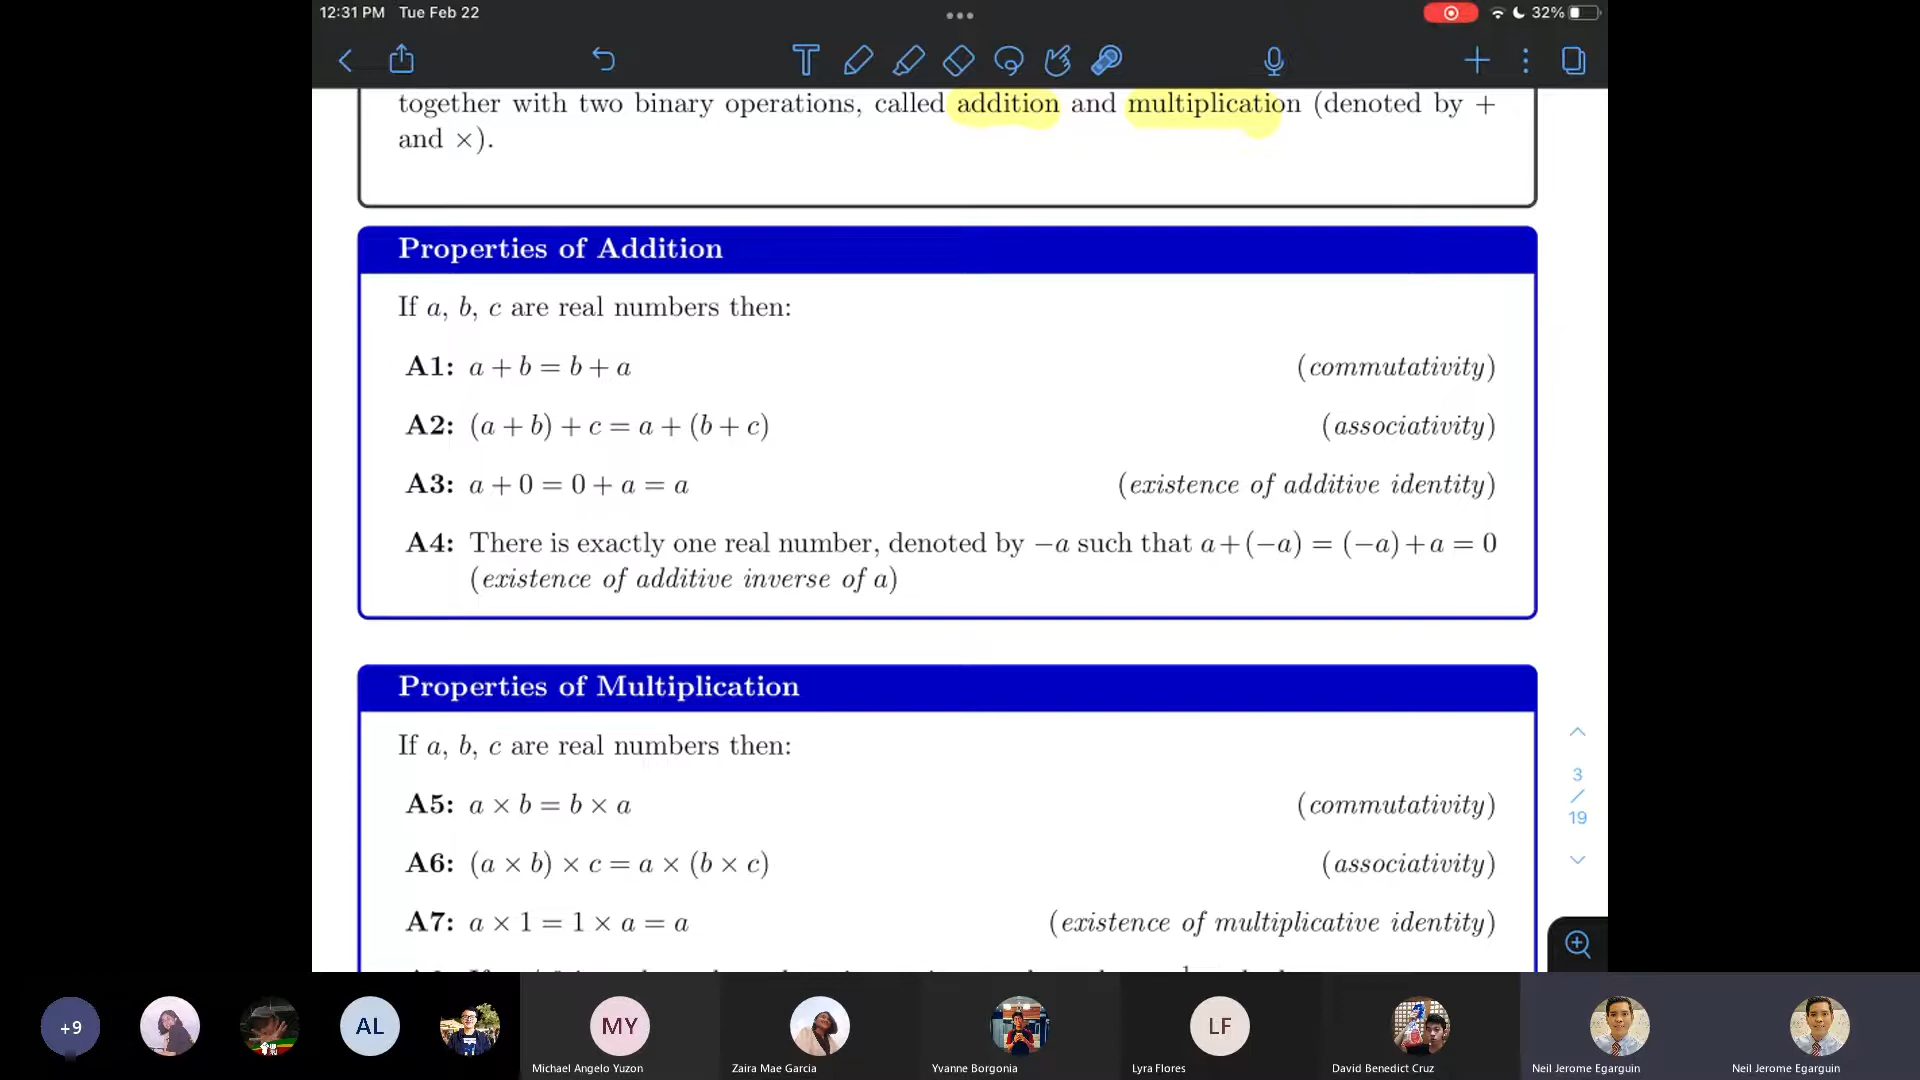 12:31 PM Tue Feb 22
32%
together with two binary operations, called addition and multiplication (denoted by +
and ×).
Properties of Addition
If a, b, c are real numbers then:
A1: a + b = b + a (commutativity)
A2: (a + b) + c = a + (b + c) (associativity)
A3: a + 0 = 0 + a = a (existence of additive identity)
A4: There is exactly one real number, denoted by −a such that a+(−a) = (−a)+a = 0
(existence of additive inverse of a)
Properties of Multiplication
If a, b, c are real numbers then:
A5: a × b = b × a (commutativity)
A6: (a × b) × c = a × (b × c) (associativity)
A7: a × 1 = 1 × a = a (existence of multiplicative identity)
3
/
19
+9
AL
MY
LF
Michael Angelo Yuzon
Zaira Mae Garcia
Yvanne Borgonia
Lyra Flores
David Benedict Cruz
Neil Jerome Egarguin
Neil Jerome Egarguin